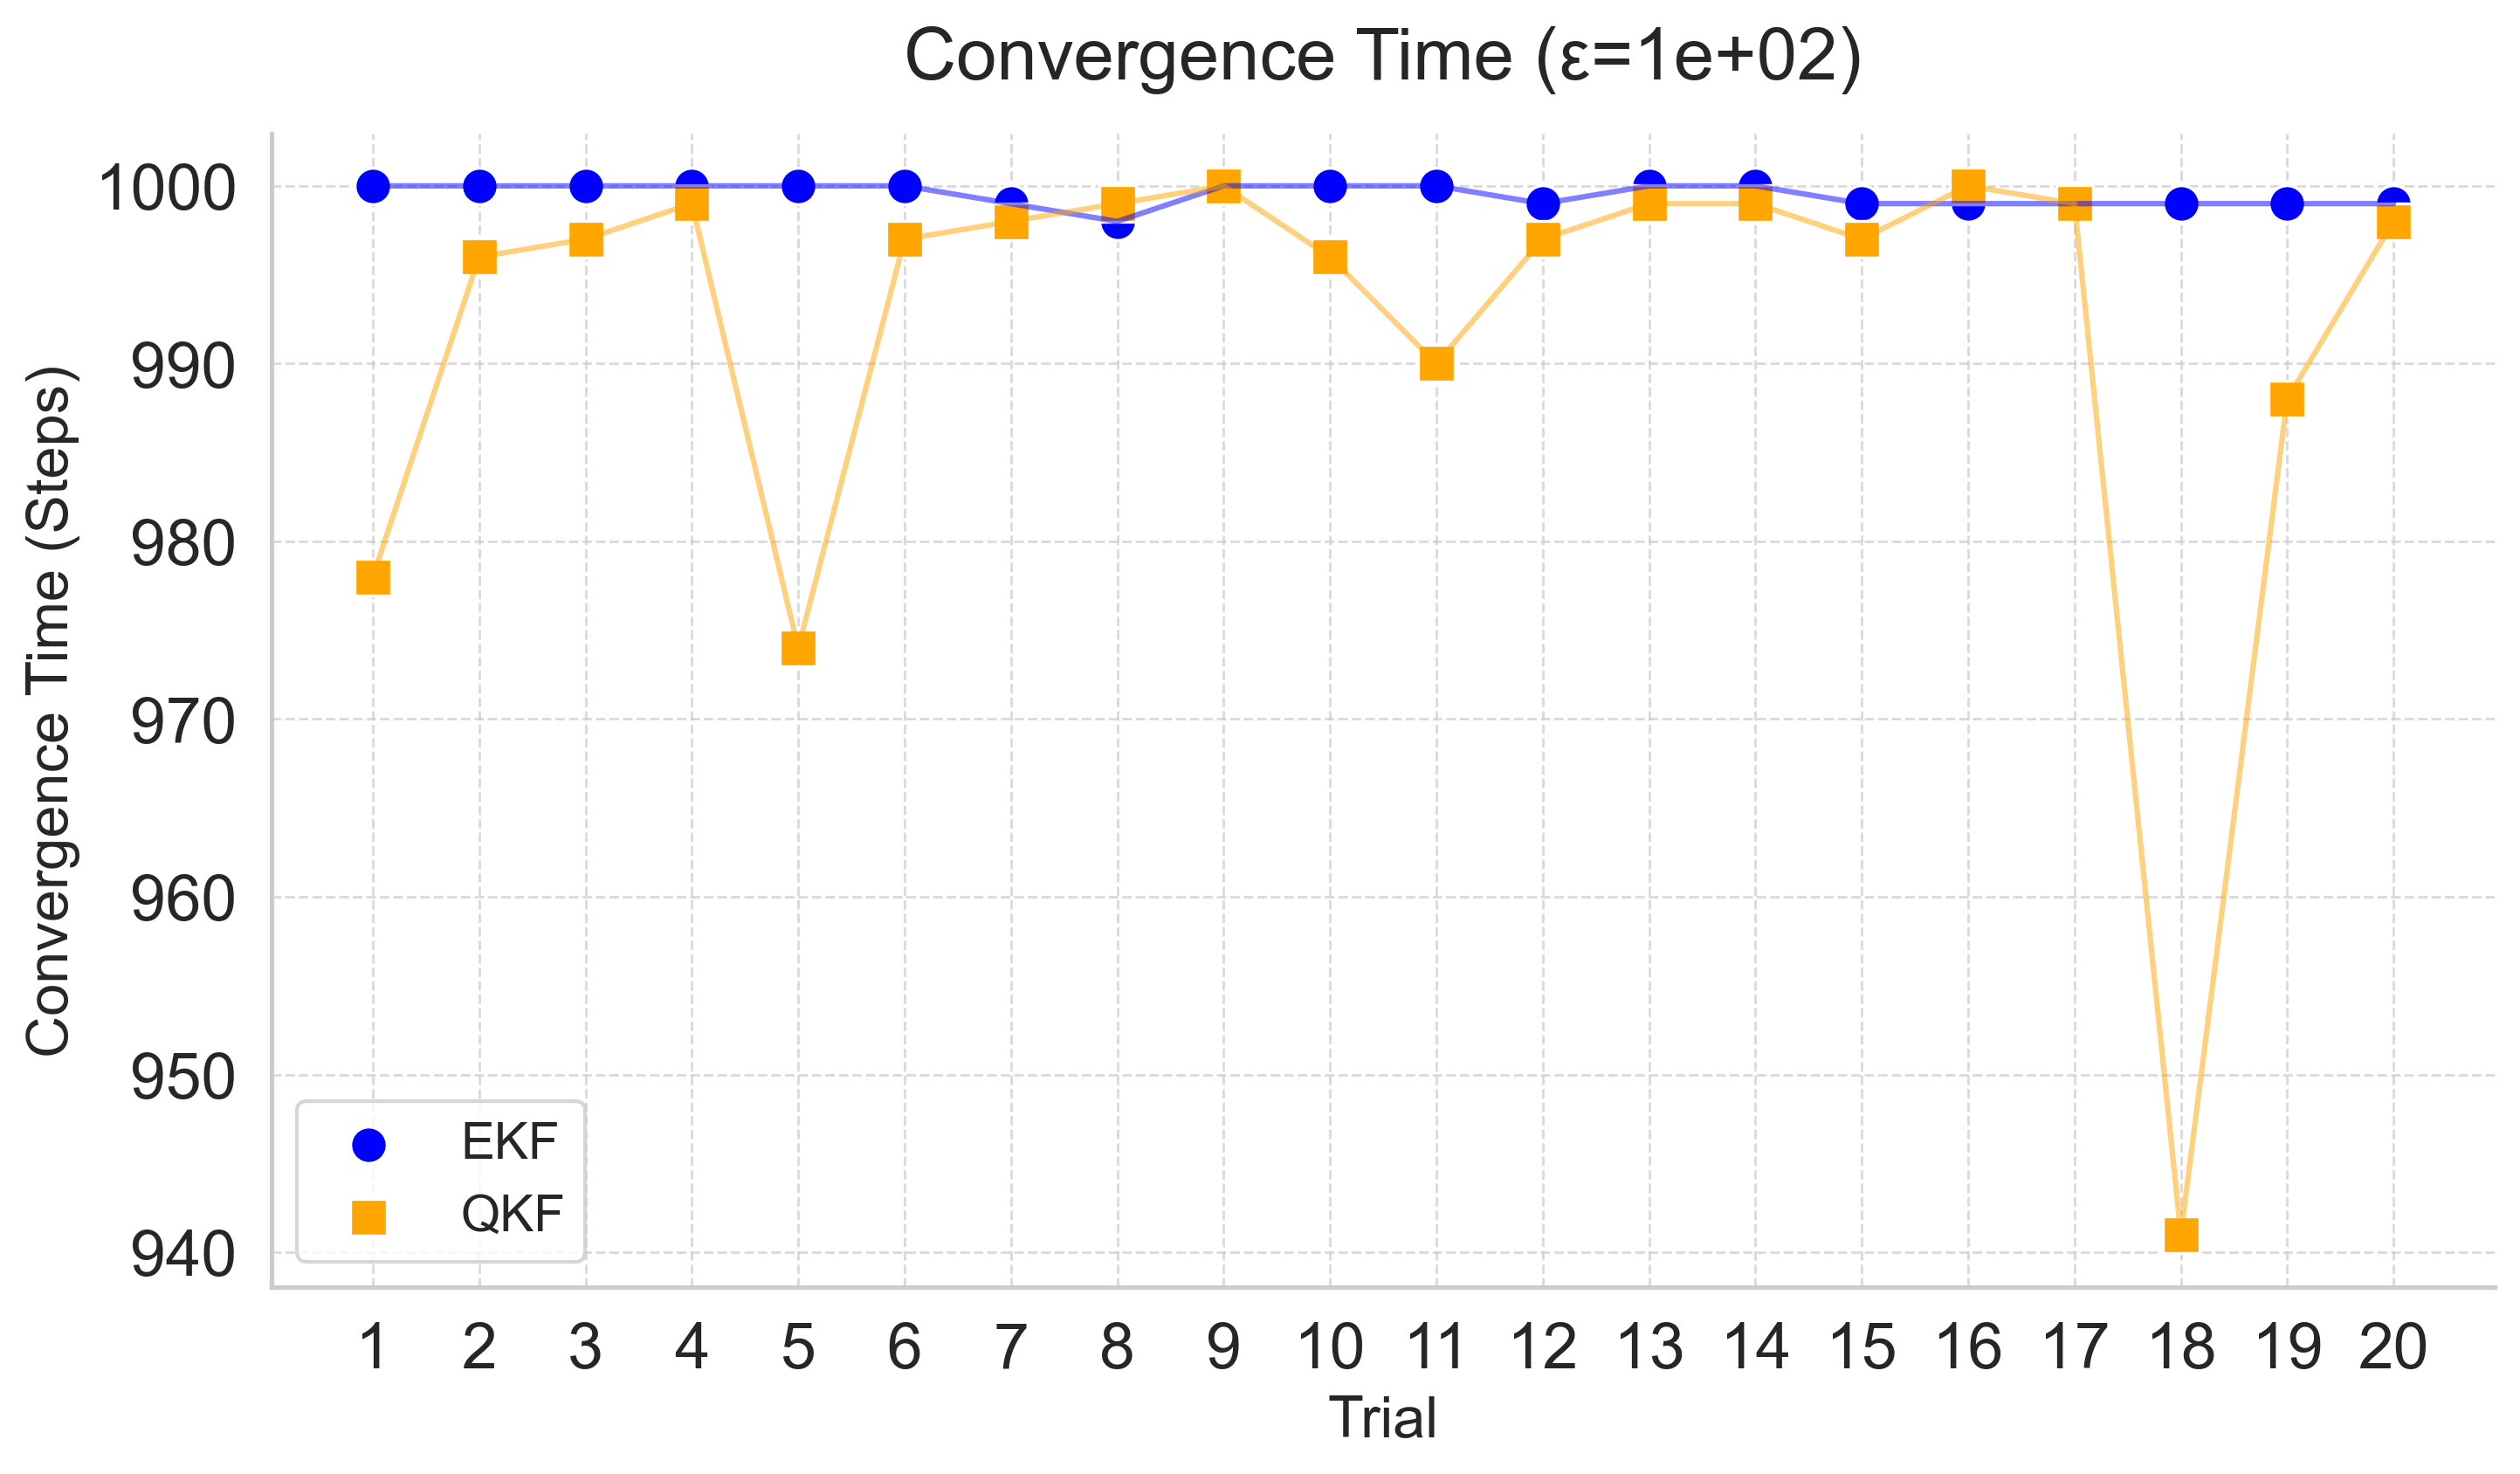 Convergence Time (ε=1e+02)
Convergence Time (Steps)
1000
990
980
970
960
950
940
EKF
QKF
1 2 3 4 5 6 7 8 9 10 11 12 13 14 15 16 17 18 19 20
Trial